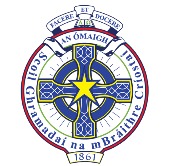 FACERE ET DOCERE
AN ÓMAIGH
Scoil Ghramadaí na mBráithre Críostaí
1861